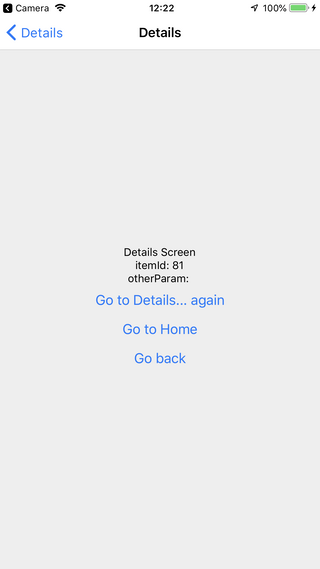 Camera 12:22 100%
Details Details
Details Screen
itemId: 81
otherParam:
Go to Details... again
Go to Home
Go back